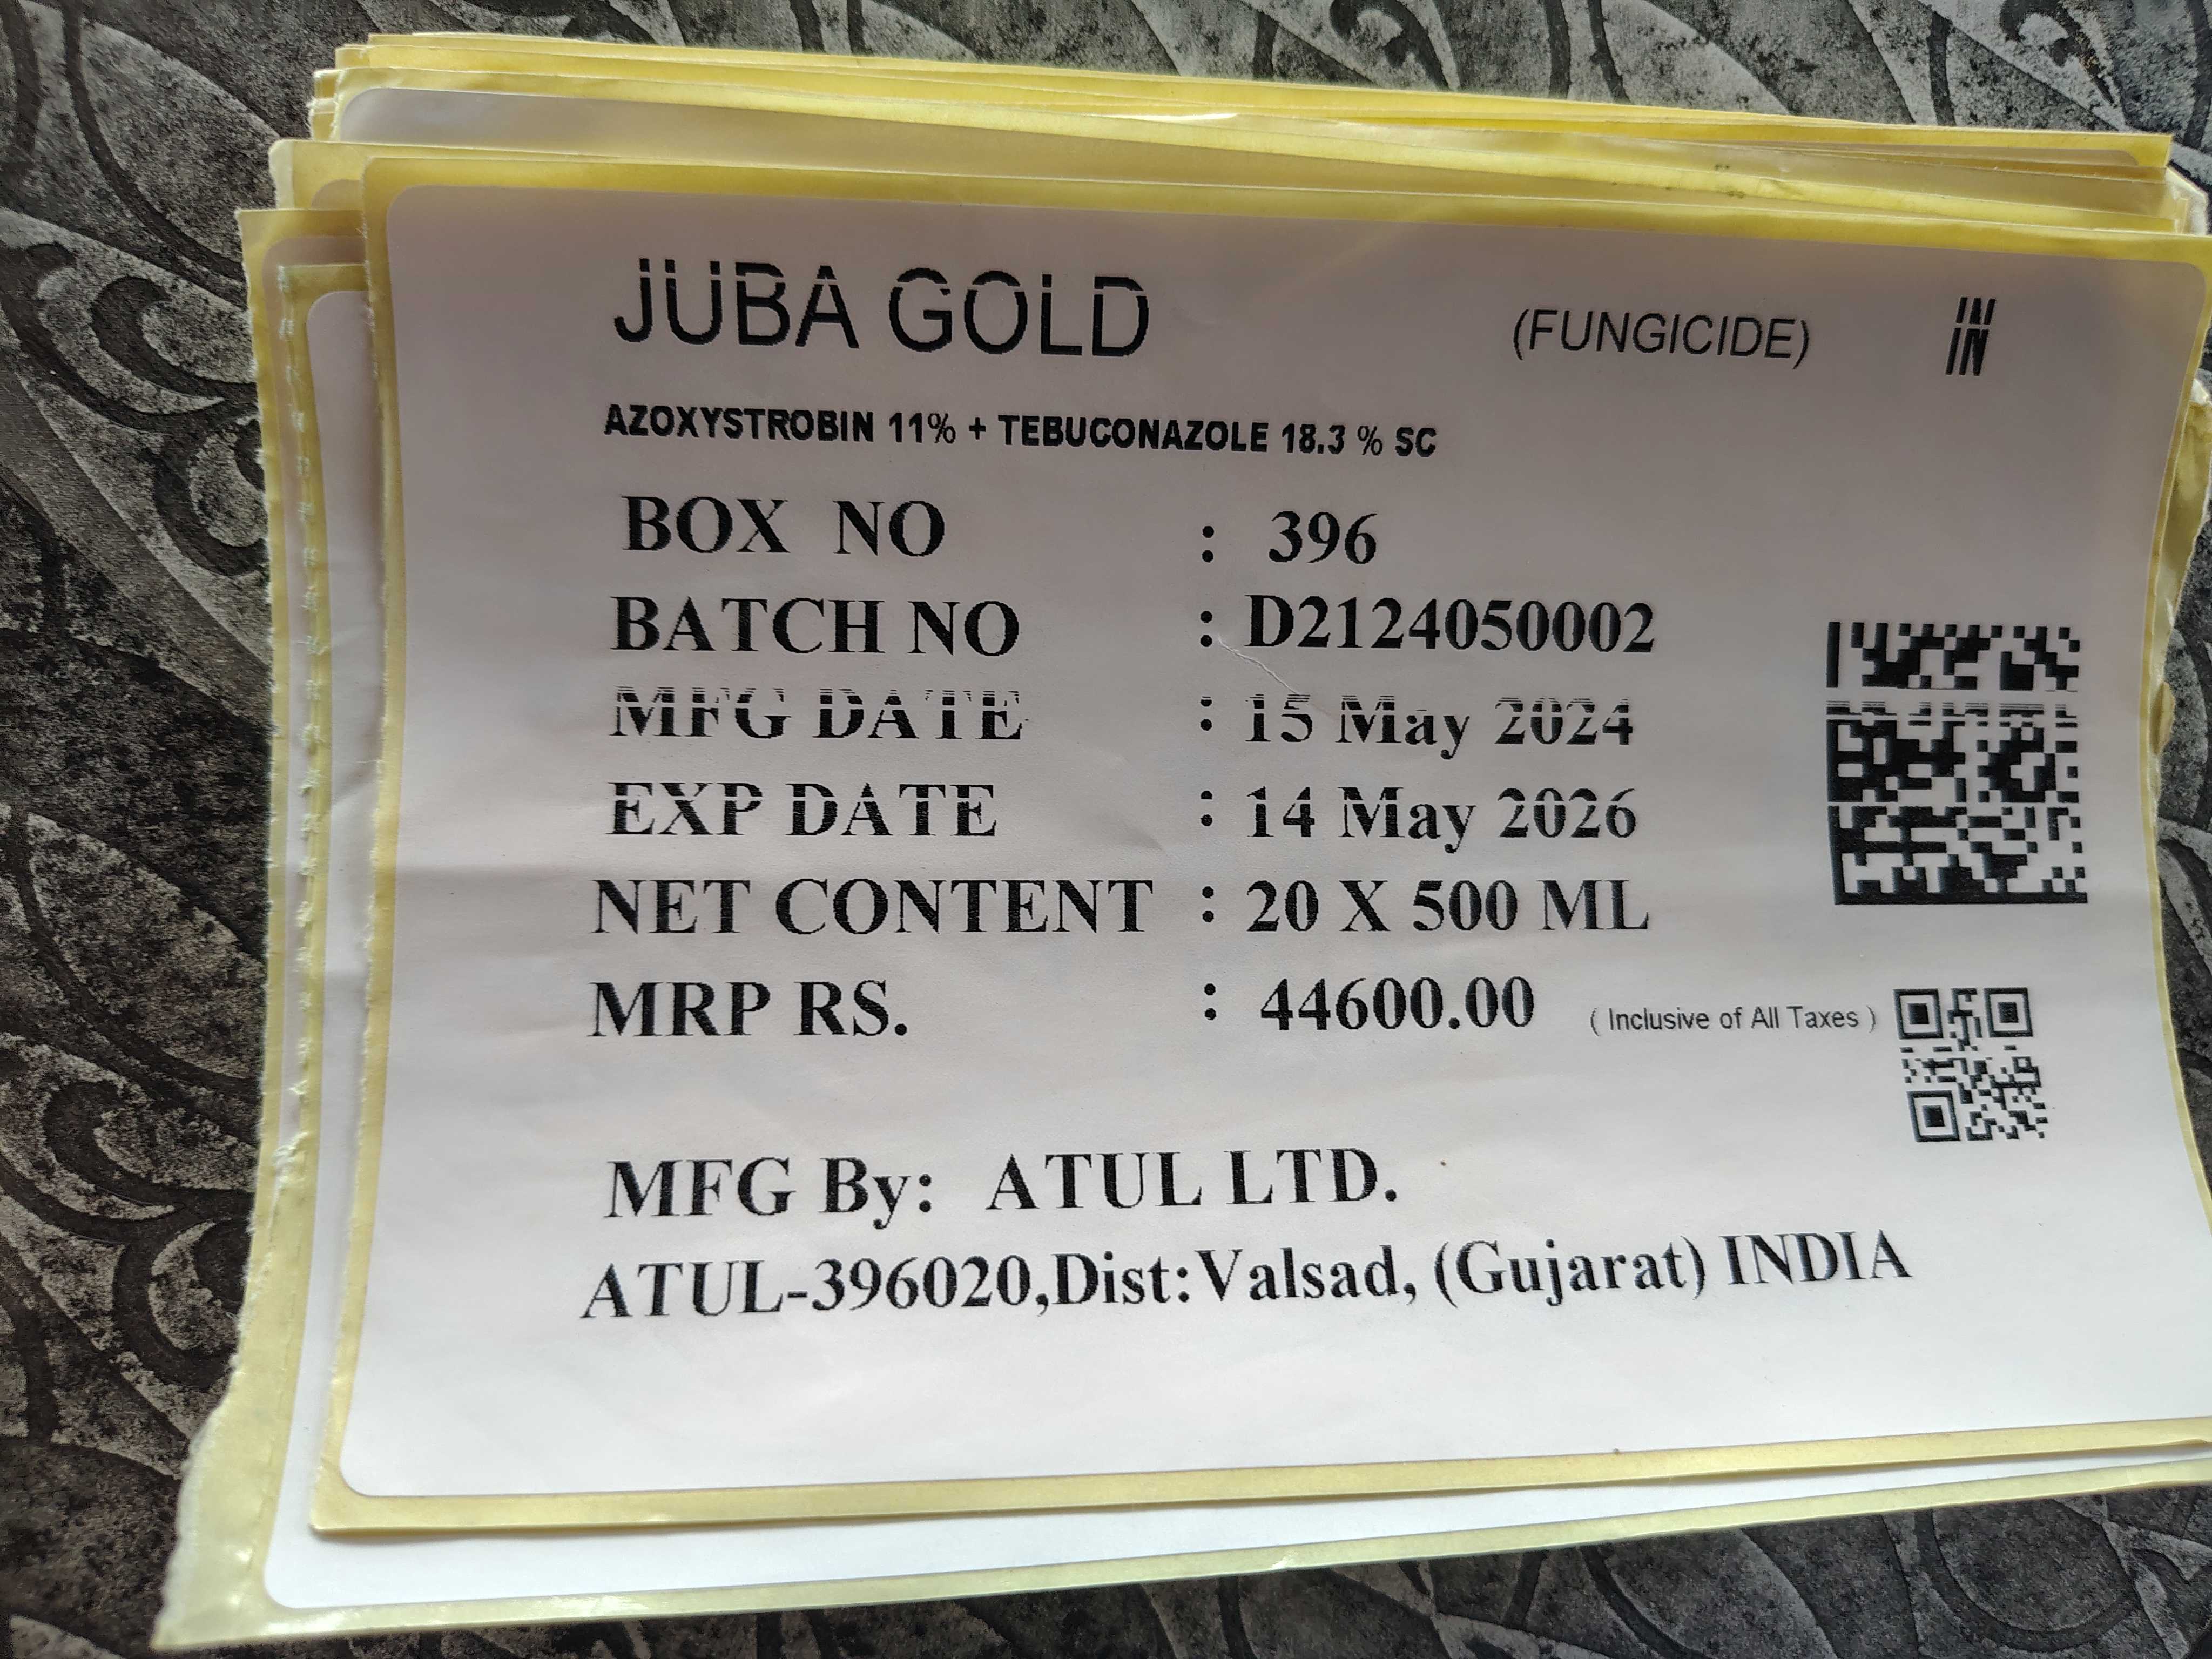 JUBA GOLD (FUNGICIDE) IN
AZOXYSTROBIN 11% + TEBUCONAZOLE 18.3 % SC
BOX NO : 396
BATCH NO : D2124050002
MFG DATE : 15 May 2024
EXP DATE : 14 May 2026
NET CONTENT : 20 X 500 ML
MRP RS. : 44600.00 ( Inclusive of All Taxes )
MFG By: ATUL LTD.
ATUL-396020,Dist:Valsad, (Gujarat) INDIA